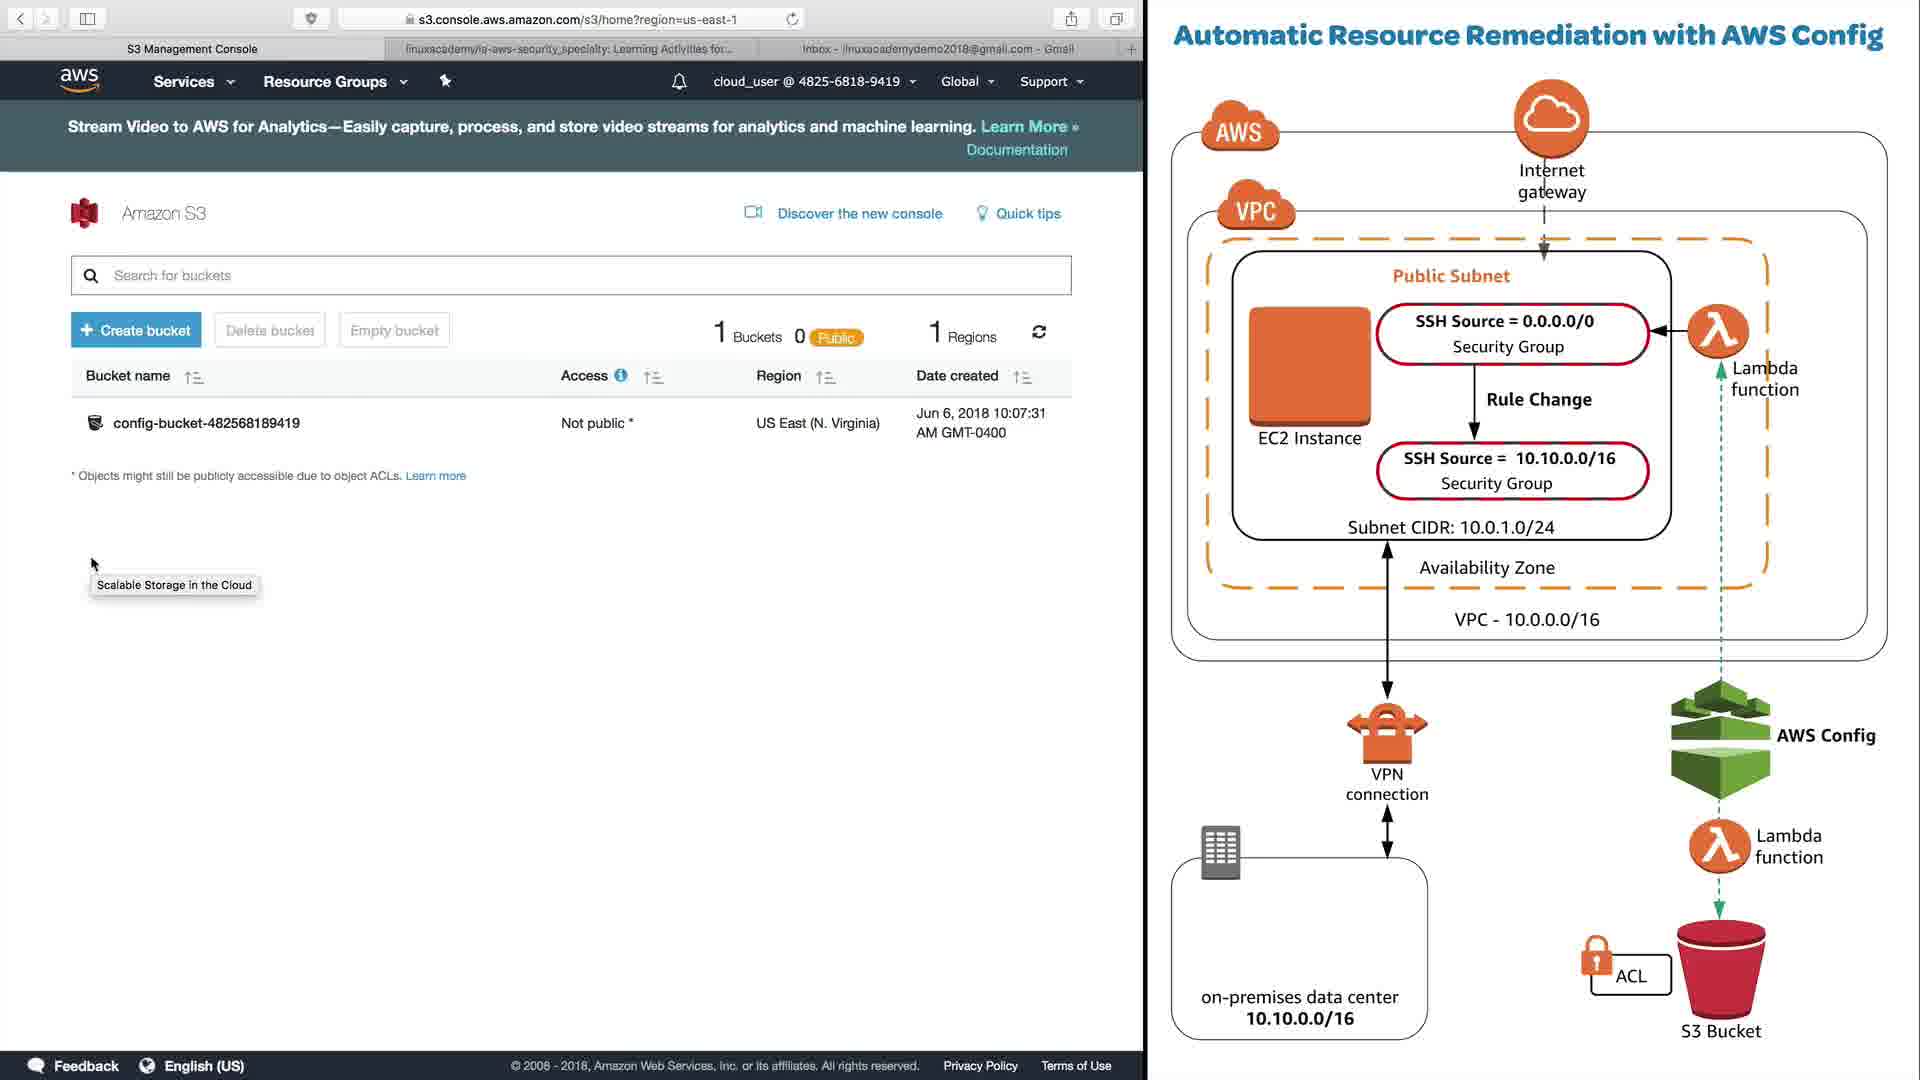 s3.console.aws.amazon.com/s3/home?region=us-east-1
S3 Management Console
linuxacademy/la-aws-security_specialty: Learning Activities for...
Inbox - linuxacademydemo2018@gmail.com - Gmail
aws
Services
Resource Groups
cloud_user @ 4825-6818-9419
Global
Support
Stream Video to AWS for Analytics—Easily capture, process, and store video streams for analytics and machine learning. Learn More »
Documentation
Amazon S3
Discover the new console
Quick tips
Search for buckets
+ Create bucket
Delete bucket
Empty bucket
1 Buckets
0 Public
1 Regions
Bucket name
Access
Region
Date created
config-bucket-482568189419
Not public *
US East (N. Virginia)
Jun 6, 2018 10:07:31
AM GMT-0400
* Objects might still be publicly accessible due to object ACLs. Learn more
Scalable Storage in the Cloud
Feedback
English (US)
© 2008 - 2018, Amazon Web Services, Inc. or its affiliates. All rights reserved.
Privacy Policy
Terms of Use
Automatic Resource Remediation with AWS Config
AWS
Internet
gateway
VPC
Public Subnet
SSH Source = 0.0.0.0/0
Security Group
Lambda
function
Rule Change
EC2 Instance
SSH Source = 10.10.0.0/16
Security Group
Subnet CIDR: 10.0.1.0/24
Availability Zone
VPC - 10.0.0.0/16
AWS Config
VPN
connection
Lambda
function
on-premises data center
10.10.0.0/16
ACL
S3 Bucket